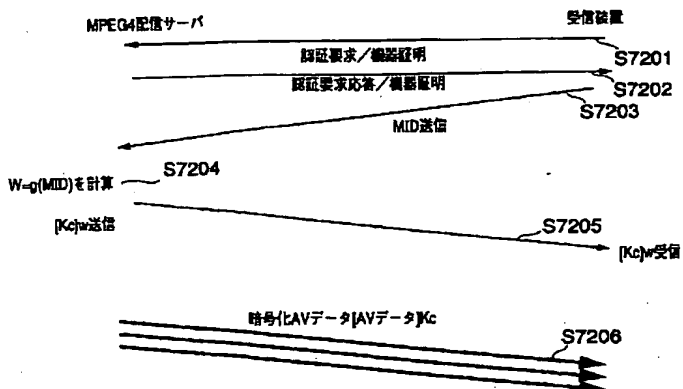 MPEG4配信サーバ
受信装置
認証要求／機器証明
S7201
認証要求応答／機器証明
S7202
S7203
MID送信
S7204
W=g(MID)を計算
[Kc]w送信
S7205
[Kc]w受信
暗号化AVデータ[AVデータ]Kc
S7206